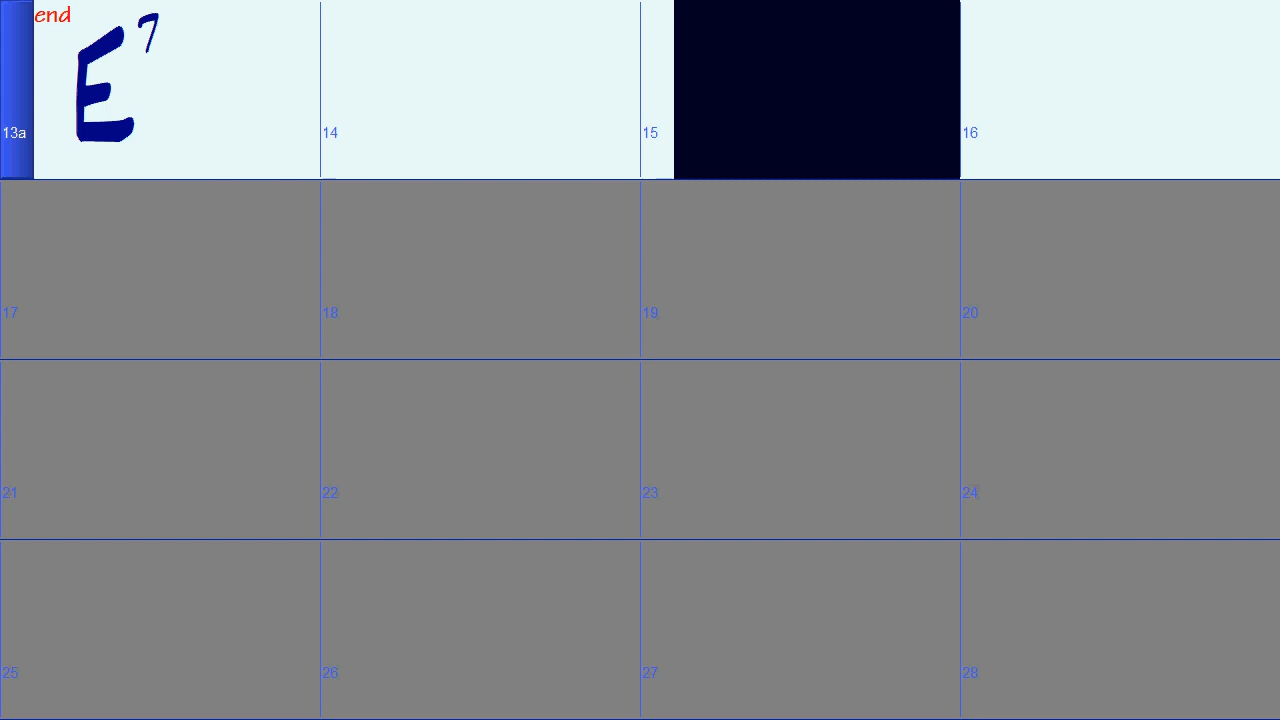 end
E7
13a 14 15 16
17 18 19 20
21 22 23 24
25 26 27 28